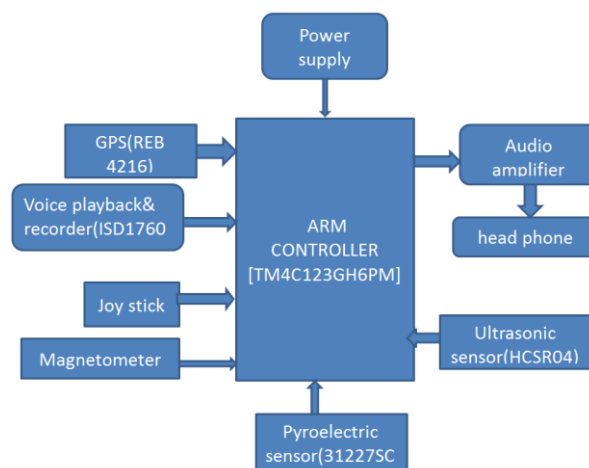 Power
supply
GPS(REB
4216)
Voice playback&
recorder(ISD1760
Joy stick
Magnetometer
ARM
CONTROLLER
[TM4C123GH6PM]
Audio
amplifier
head phone
Ultrasonic
sensor(HCSR04)
Pyroelectric
sensor(31227SC